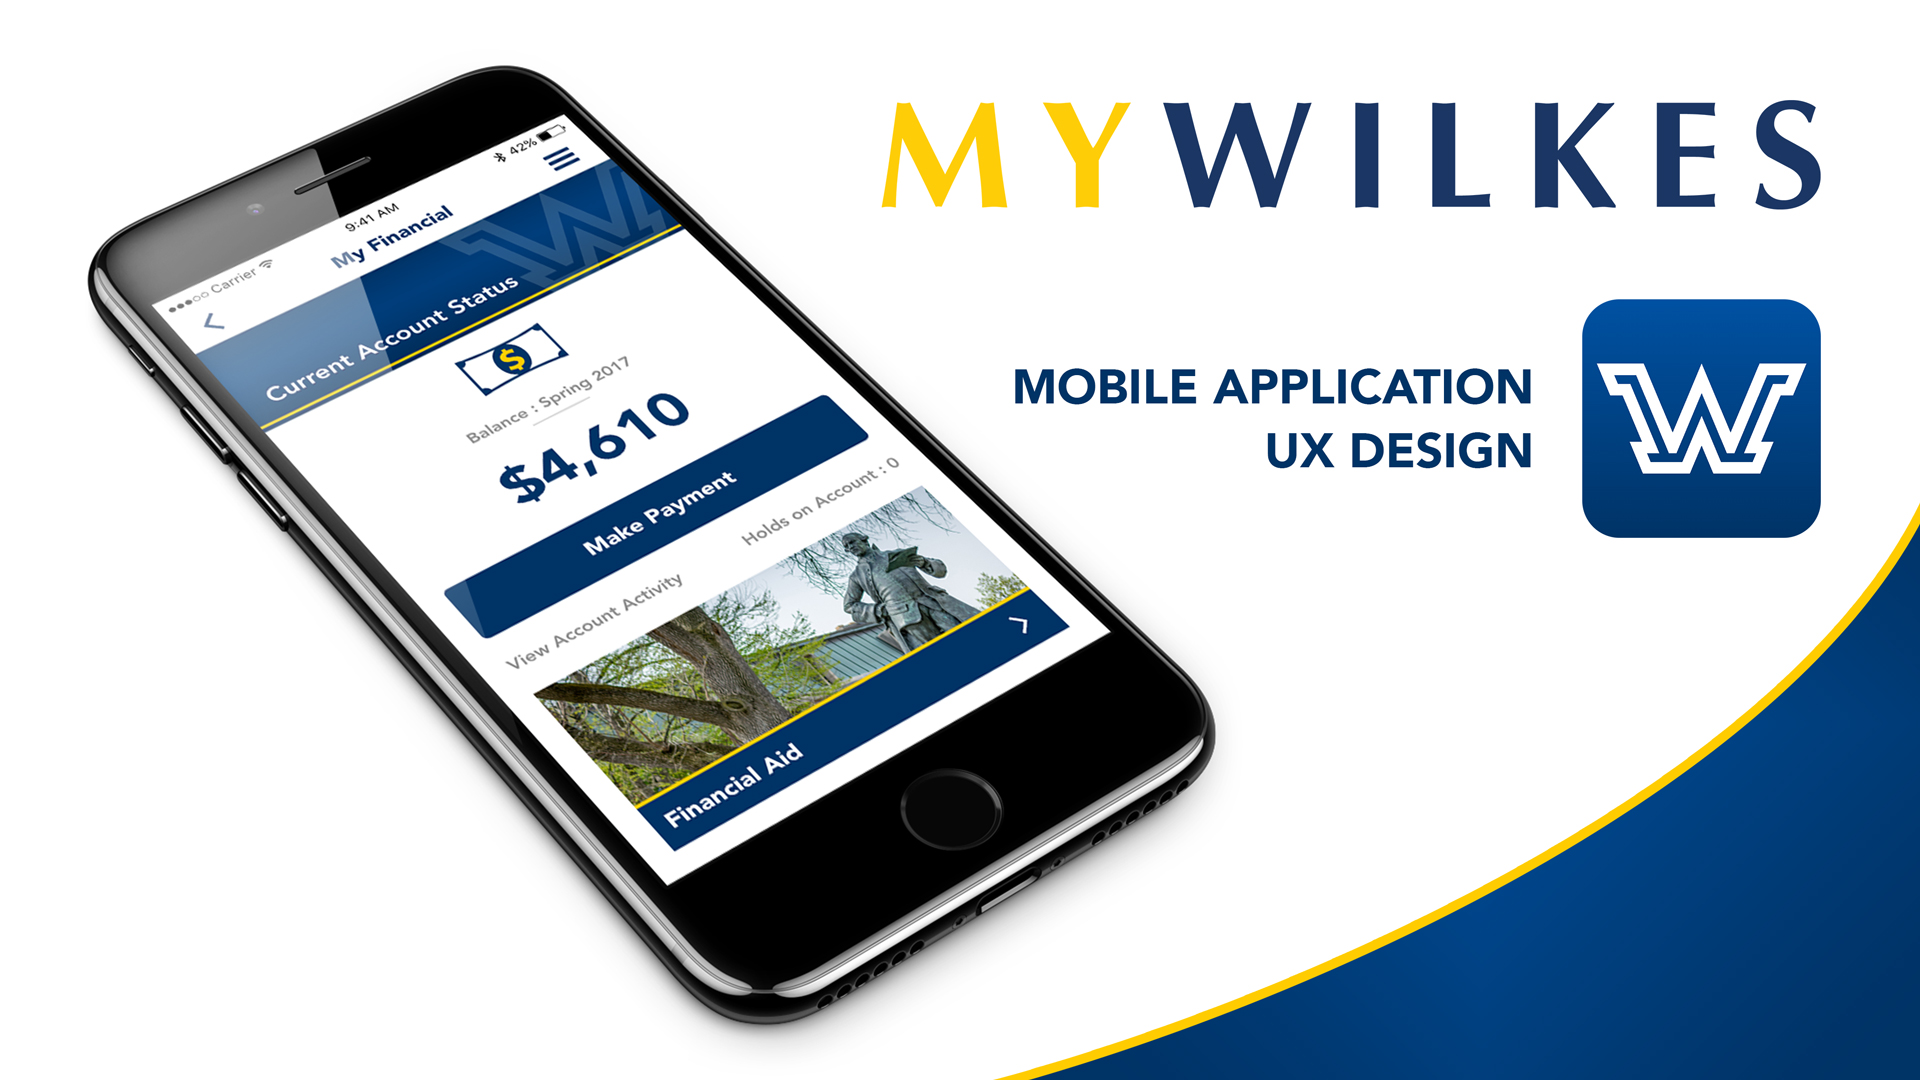 MYWILKES
MOBILE APPLICATION
UX DESIGN
W
Carrier 9:41 AM 42%
My Financial
W
Current Account Status
$
Balance : Spring 2017
$4,610
Make Payment
View Account Activity Holds on Account : 0
Financial Aid